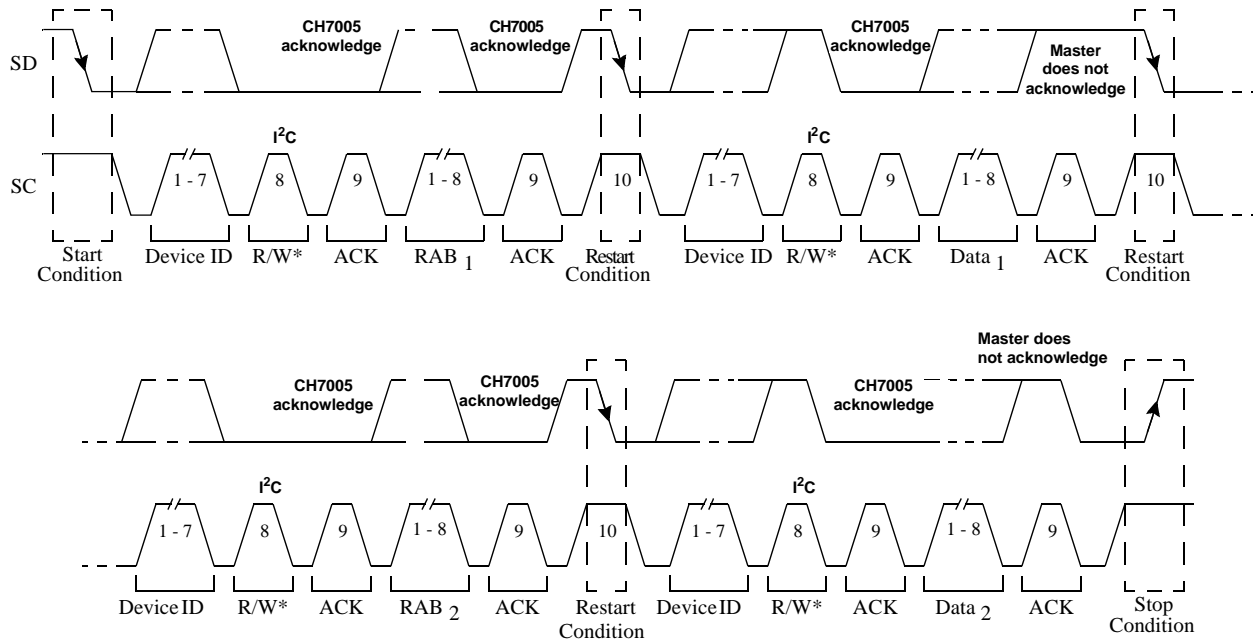 CH7005 acknowledge
CH7005 acknowledge
CH7005 acknowledge
Master does not acknowledge
SD
I²C
I²C
SC
1 - 7
8
9
1 - 8
9
10
1 - 7
8
9
1 - 8
9
10
Start Condition
Device ID
R/W*
ACK
RAB 1
ACK
Restart Condition
Device ID
R/W*
ACK
Data 1
ACK
Restart Condition
CH7005 acknowledge
CH7005 acknowledge
CH7005 acknowledge
Master does not acknowledge
I²C
I²C
1 - 7
8
9
1 - 8
9
10
1 - 7
8
9
1 - 8
9
Device ID
R/W*
ACK
RAB 2
ACK
Restart Condition
Device ID
R/W*
ACK
Data 2
ACK
Stop Condition